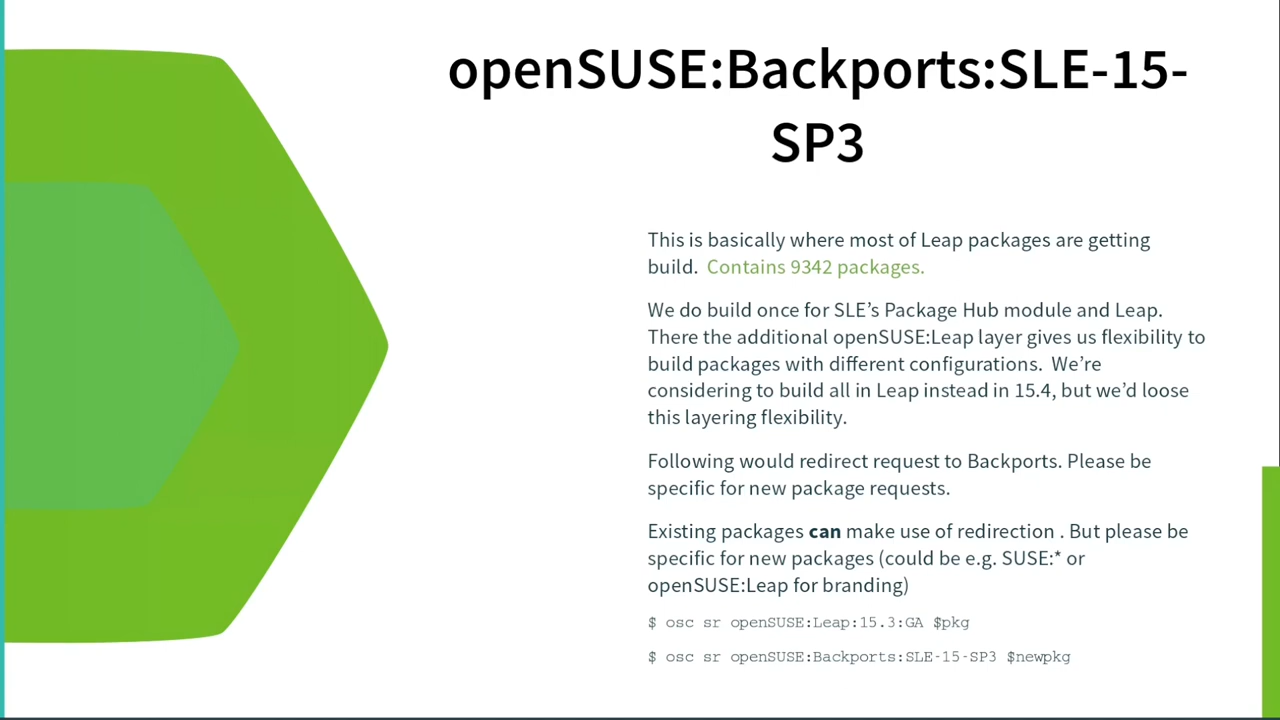 openSUSE:Backports:SLE-15-
SP3
This is basically where most of Leap packages are getting
build.  Contains 9342 packages.
We do build once for SLE’s Package Hub module and Leap.
There the additional openSUSE:Leap layer gives us flexibility to
build packages with different configurations.  We’re
considering to build all in Leap instead in 15.4, but we’d loose
this layering flexibility.
Following would redirect request to Backports. Please be
specific for new package requests.
Existing packages can make use of redirection . But please be
specific for new packages (could be e.g. SUSE:* or
openSUSE:Leap for branding)
$ osc sr openSUSE:Leap:15.3:GA $pkg
$ osc sr openSUSE:Backports:SLE-15-SP3 $newpkg